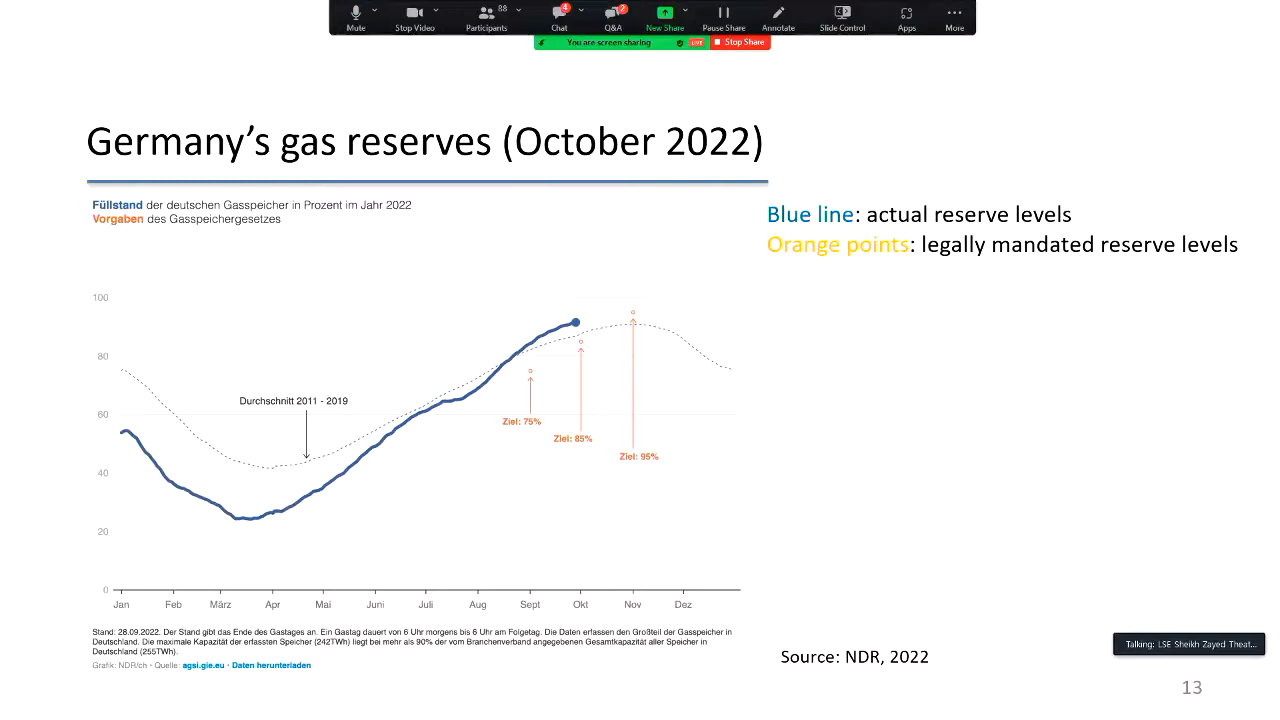 88
4
2
Mute
Stop Video
Participants
Chat
Q&A
New Share
Pause Share
Annotate
Slide Control
Apps
More
You are screen sharing
LIVE
Stop Share
Germany’s gas reserves (October 2022)
Füllstand der deutschen Gasspeicher in Prozent im Jahr 2022
Vorgaben des Gasspeichergesetzes
Blue line: actual reserve levels
Orange points: legally mandated reserve levels
100
80
60
40
20
0
Durchschnitt 2011 - 2019
Ziel: 75%
Ziel: 85%
Ziel: 95%
Jan
Feb
März
Apr
Mai
Juni
Juli
Aug
Sept
Okt
Nov
Dez
Stand: 28.09.2022. Der Stand gibt das Ende des Gastages an. Ein Gastag dauert von 6 Uhr morgens bis 6 Uhr am Folgetag. Die Daten erfassen den Großteil der Gasspeicher in
Deutschland. Die maximale Kapazität der erfassten Speicher (242TWh) liegt bei mehr als 90% der vom Branchenverband angegebenen Gesamtkapazität aller Speicher in
Deutschland (255TWh).
Grafik: NDR/ch • Quelle: agsi.gie.eu • Daten herunterladen
Source: NDR, 2022
Talking: LSE Sheikh Zayed Theat...
13